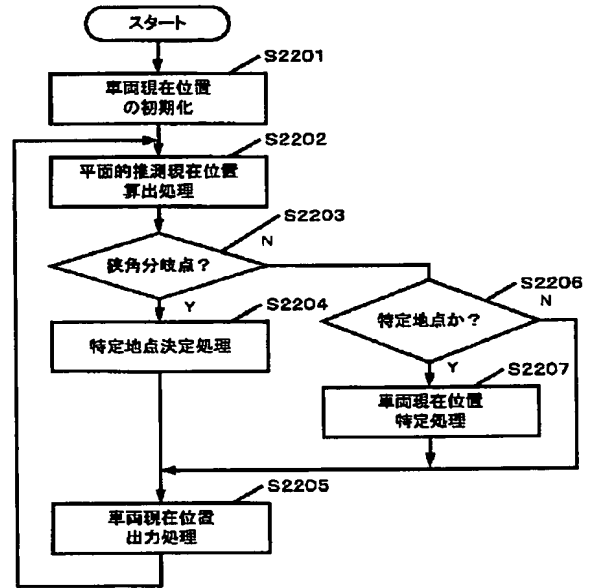 スタート
S2201
車両現在位置
の初期化
S2202
平面的推測現在位置
算出処理
S2203
狭角分岐点?
N
Y
S2204
特定地点決定処理
S2206
特定地点か?
N
Y
S2207
車両現在位置
特定処理
S2205
車両現在位置
出力処理